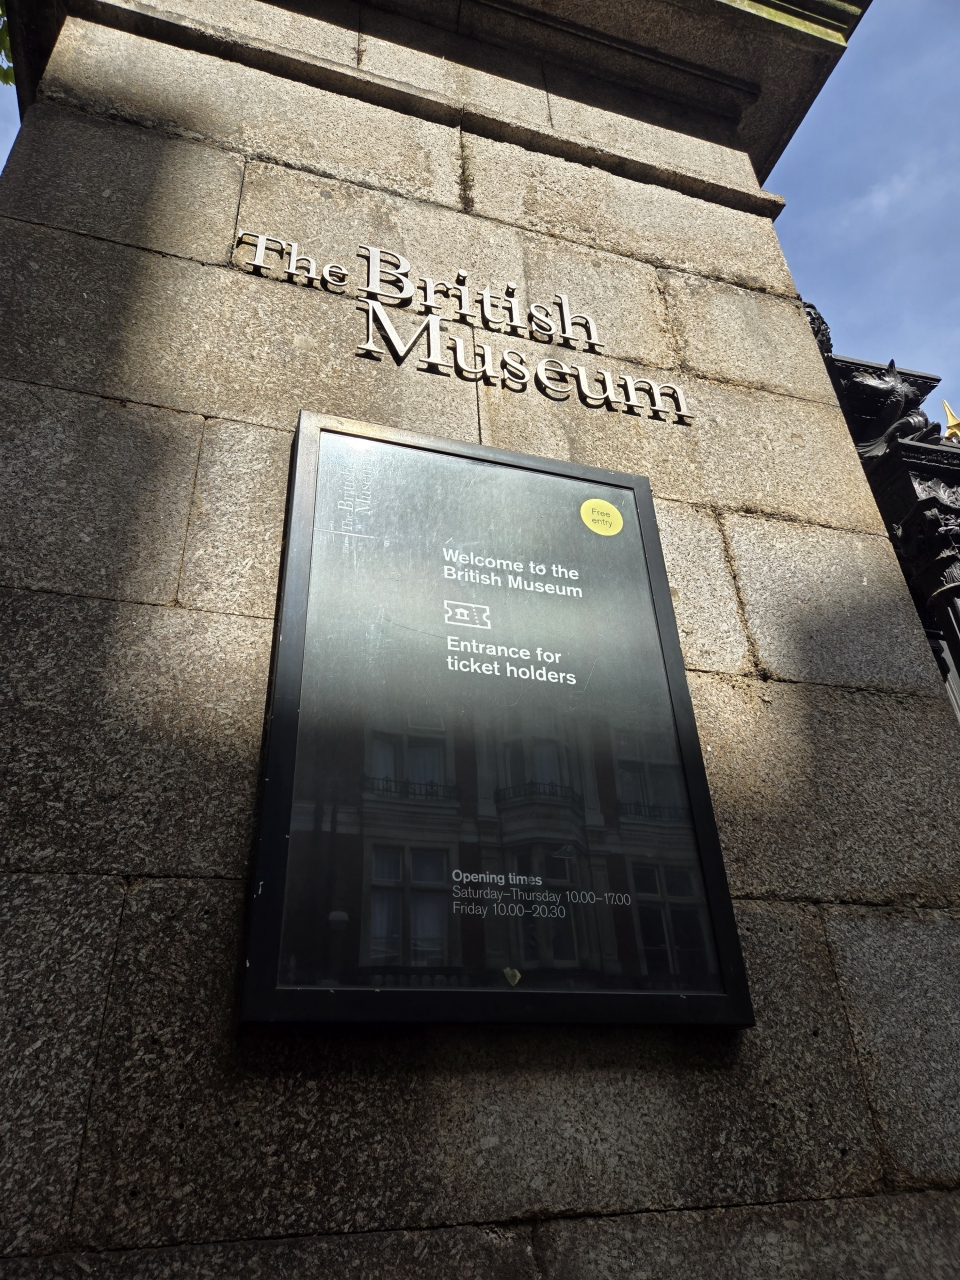 The British
Museum
The British
Museum
Free
entry
Welcome to the
British Museum
Entrance for
ticket holders
Opening times
Saturday–Thursday 10.00–17.00
Friday 10.00–20.30